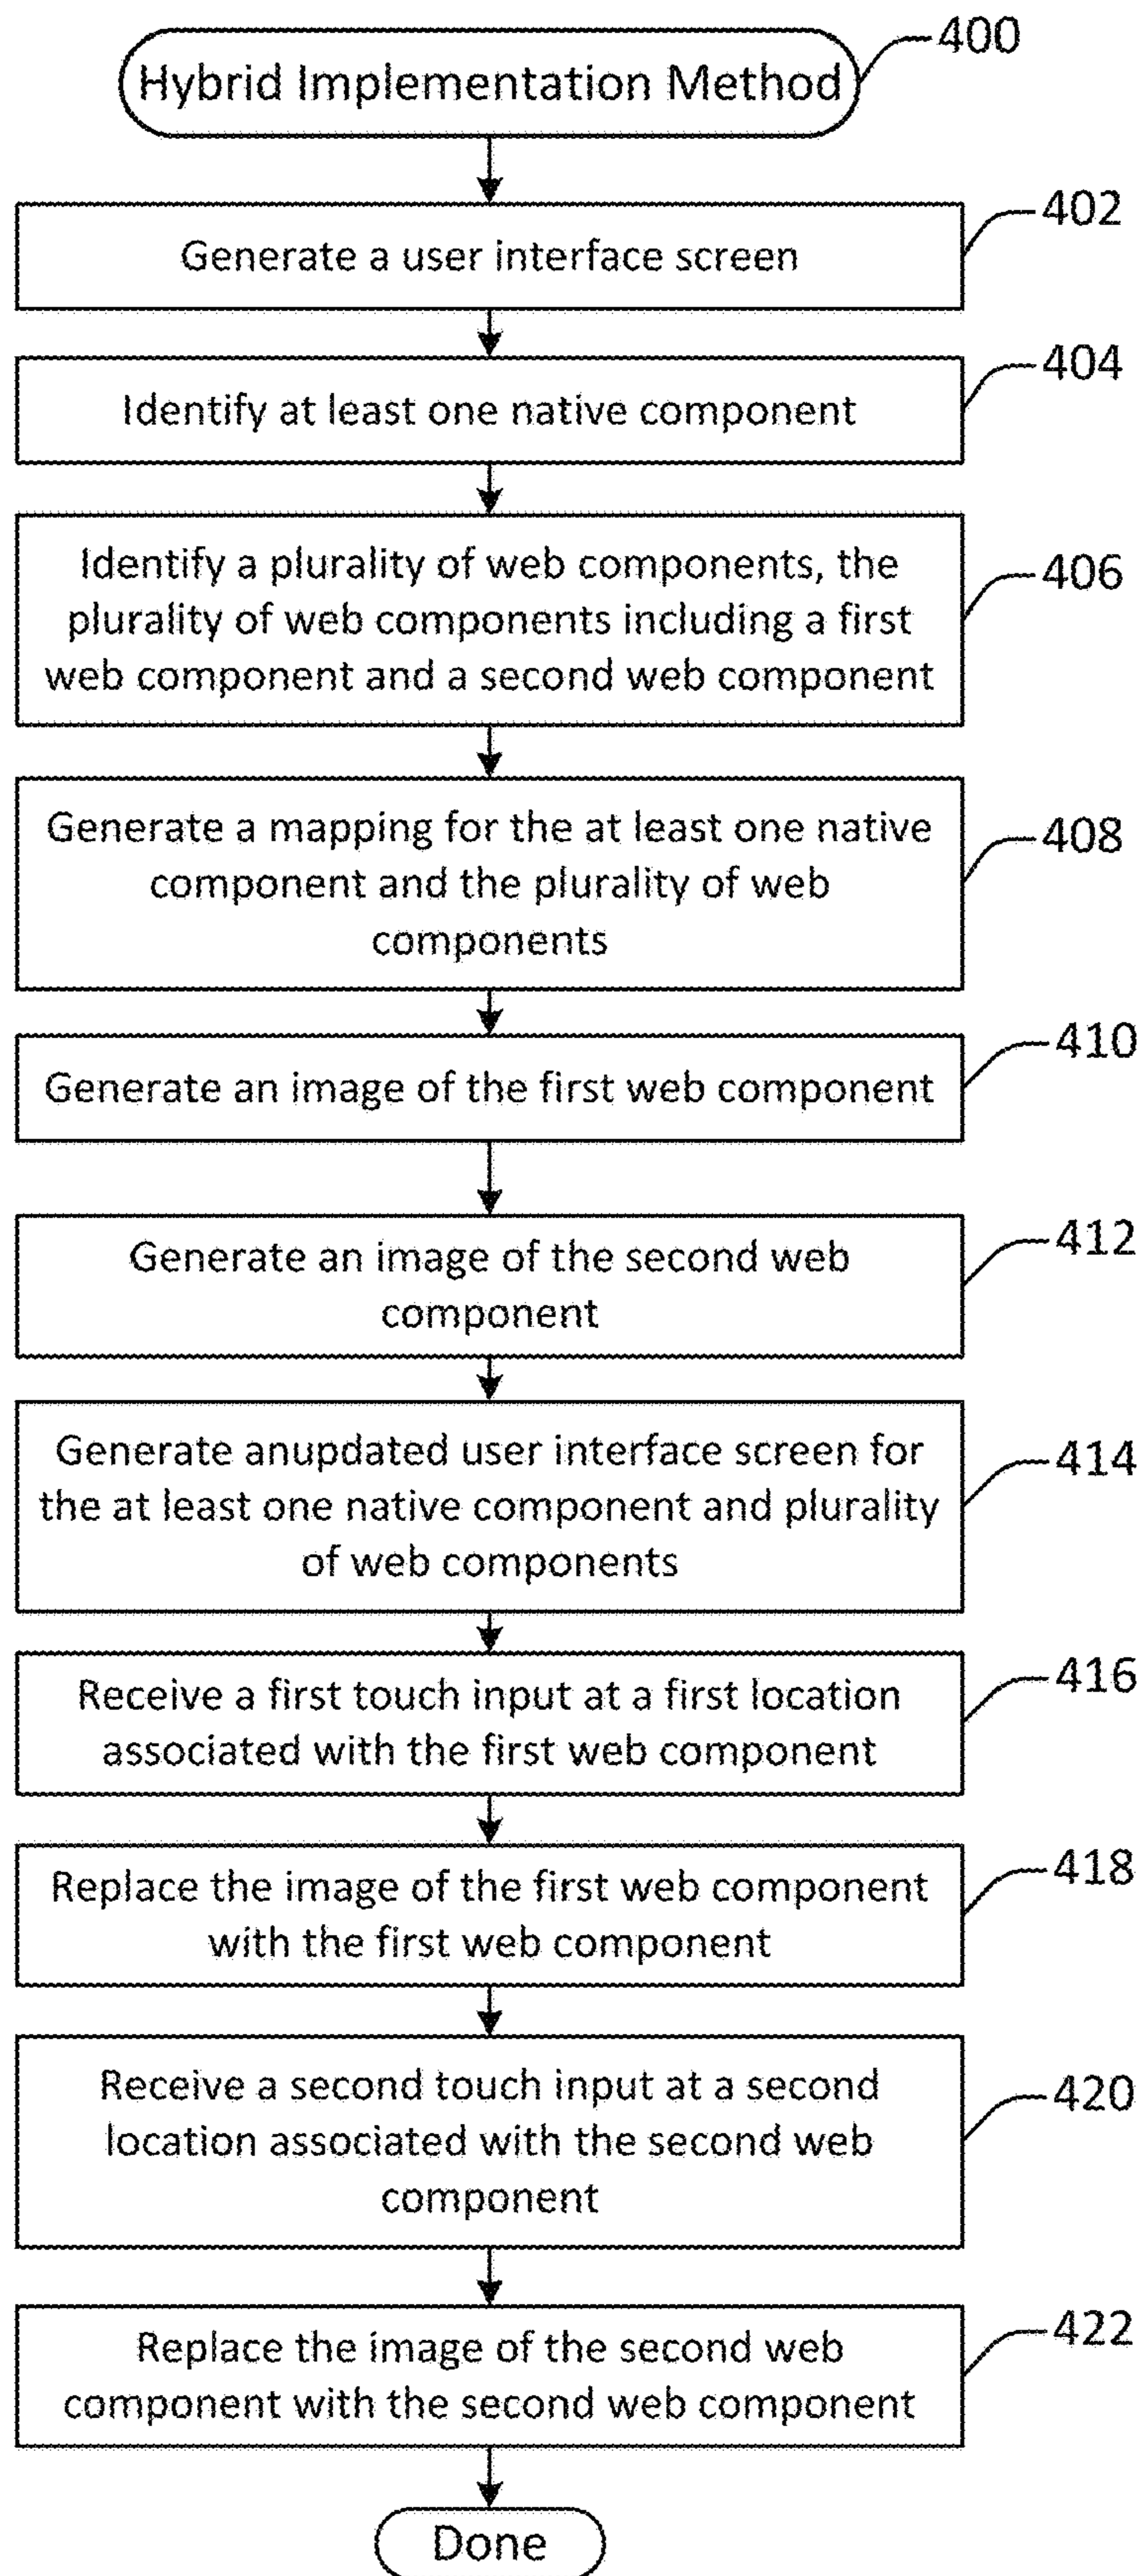 Hybrid Implementation Method
400
Generate a user interface screen
402
Identify at least one native component
404
Identify a plurality of web components, the
plurality of web components including a first
web component and a second web component
406
Generate a mapping for the at least one native
component and the plurality of web
components
408
Generate an image of the first web component
410
Generate an image of the second web
component
412
Generate anupdated user interface screen for
the at least one native component and plurality
of web components
414
Receive a first touch input at a first location
associated with the first web component
416
Replace the image of the first web component
with the first web component
418
Receive a second touch input at a second
location associated with the second web
component
420
Replace the image of the second web
component with the second web component
422
Done